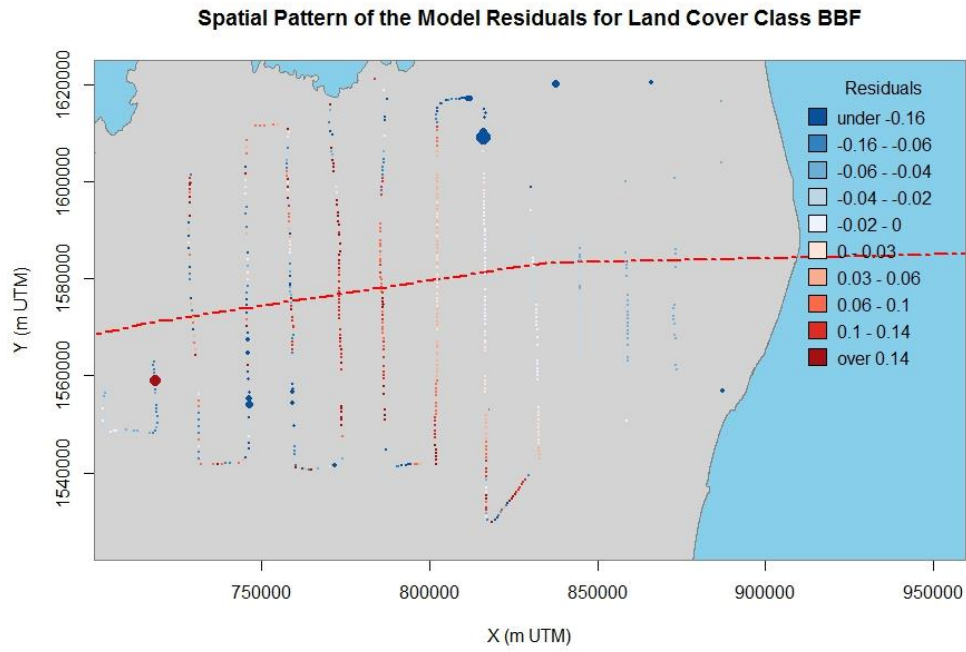 Spatial Pattern of the Model Residuals for Land Cover Class BBF
Y (m UTM)
1620000
1600000
1580000
1560000
1540000
Residuals
under -0.16
-0.16 - -0.06
-0.06 - -0.04
-0.04 - -0.02
-0.02 - 0
0 - 0.03
0.03 - 0.06
0.06 - 0.1
0.1 - 0.14
over 0.14
750000
800000
850000
900000
950000
X (m UTM)